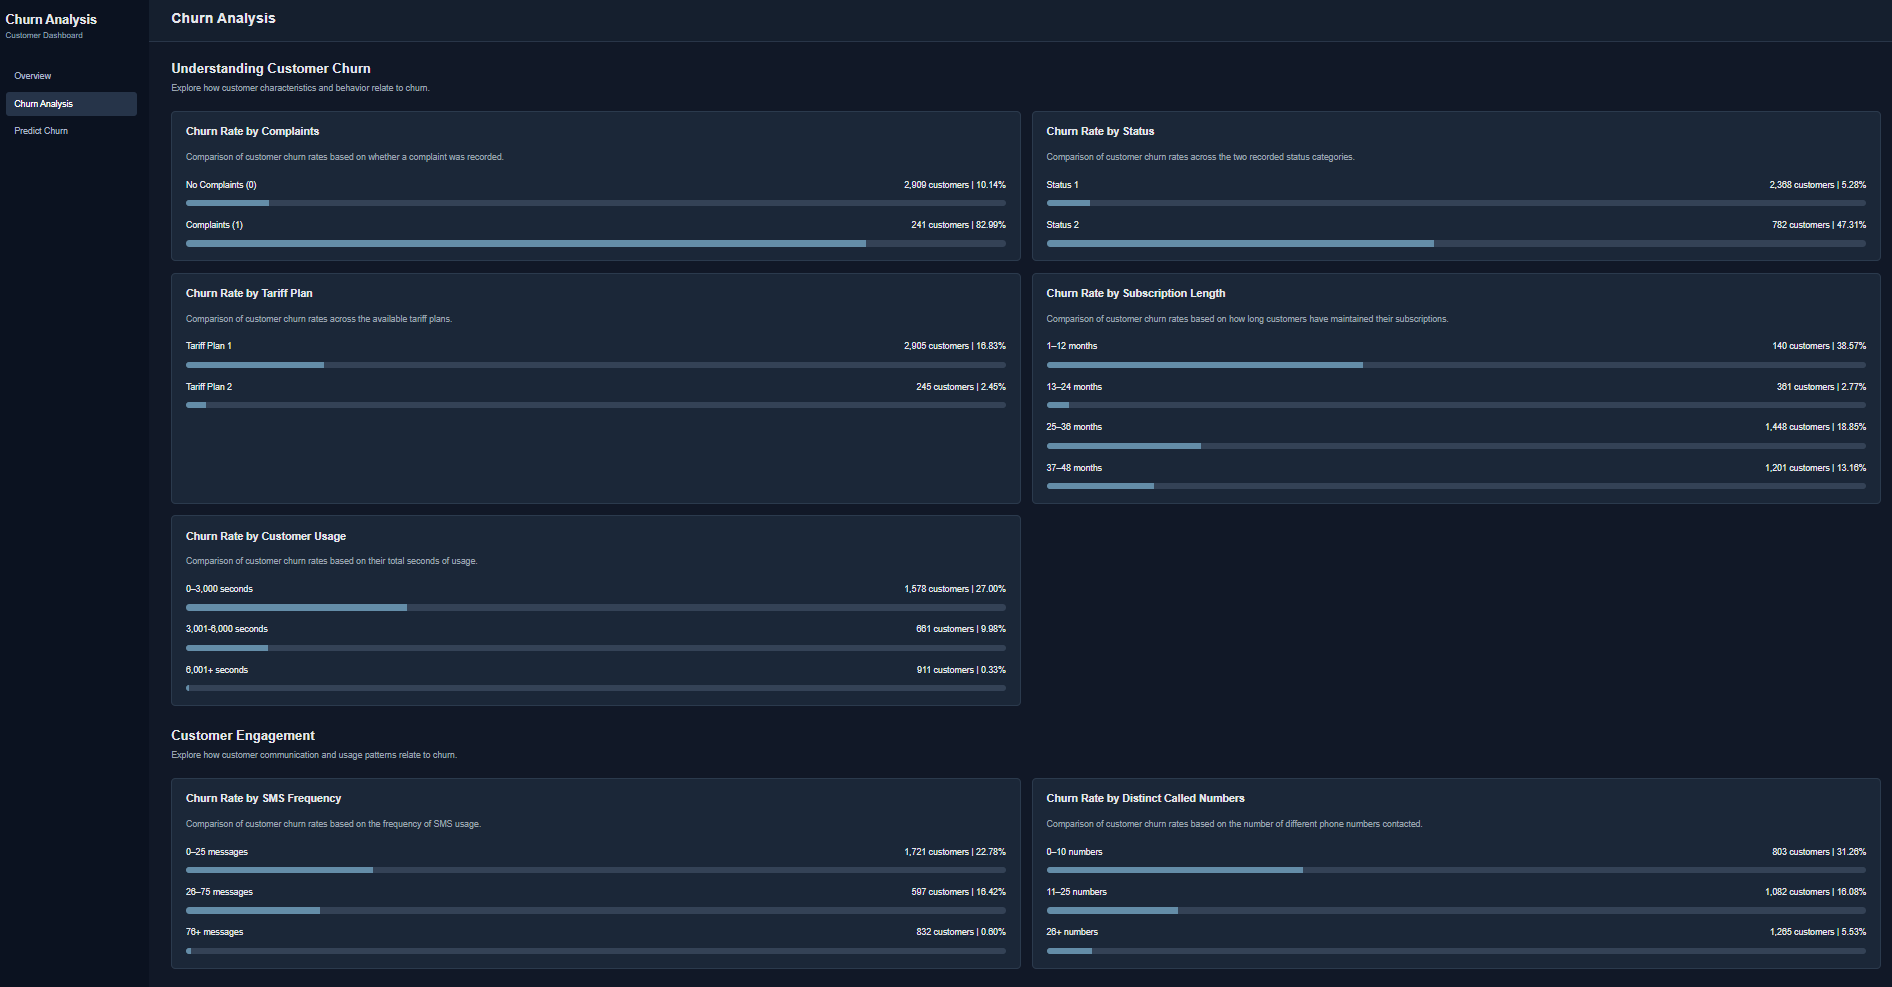 Churn Analysis
Customer Dashboard
Overview
Churn Analysis
Predict Churn
Churn Analysis
Understanding Customer Churn
Explore how customer characteristics and behavior relate to churn.
Churn Rate by Complaints
Comparison of customer churn rates based on whether a complaint was recorded.
No Complaints (0) 2,909 customers | 10.14%
Complaints (1) 241 customers | 82.99%
Churn Rate by Status
Comparison of customer churn rates across the two recorded status categories.
Status 1 2,368 customers | 5.28%
Status 2 782 customers | 47.31%
Churn Rate by Tariff Plan
Comparison of customer churn rates across the available tariff plans.
Tariff Plan 1 2,905 customers | 16.83%
Tariff Plan 2 245 customers | 2.45%
Churn Rate by Subscription Length
Comparison of customer churn rates based on how long customers have maintained their subscriptions.
1–12 months 140 customers | 38.57%
13–24 months 361 customers | 2.77%
25–36 months 1,448 customers | 18.85%
37–48 months 1,201 customers | 13.16%
Churn Rate by Customer Usage
Comparison of customer churn rates based on their total seconds of usage.
0–3,000 seconds 1,578 customers | 27.00%
3,001-6,000 seconds 661 customers | 9.98%
6,001+ seconds 911 customers | 0.33%
Customer Engagement
Explore how customer communication and usage patterns relate to churn.
Churn Rate by SMS Frequency
Comparison of customer churn rates based on the frequency of SMS usage.
0–25 messages 1,721 customers | 22.78%
26–75 messages 597 customers | 16.42%
76+ messages 832 customers | 0.60%
Churn Rate by Distinct Called Numbers
Comparison of customer churn rates based on the number of different phone numbers contacted.
0–10 numbers 803 customers | 31.26%
11–25 numbers 1,082 customers | 16.08%
26+ numbers 1,265 customers | 5.53%